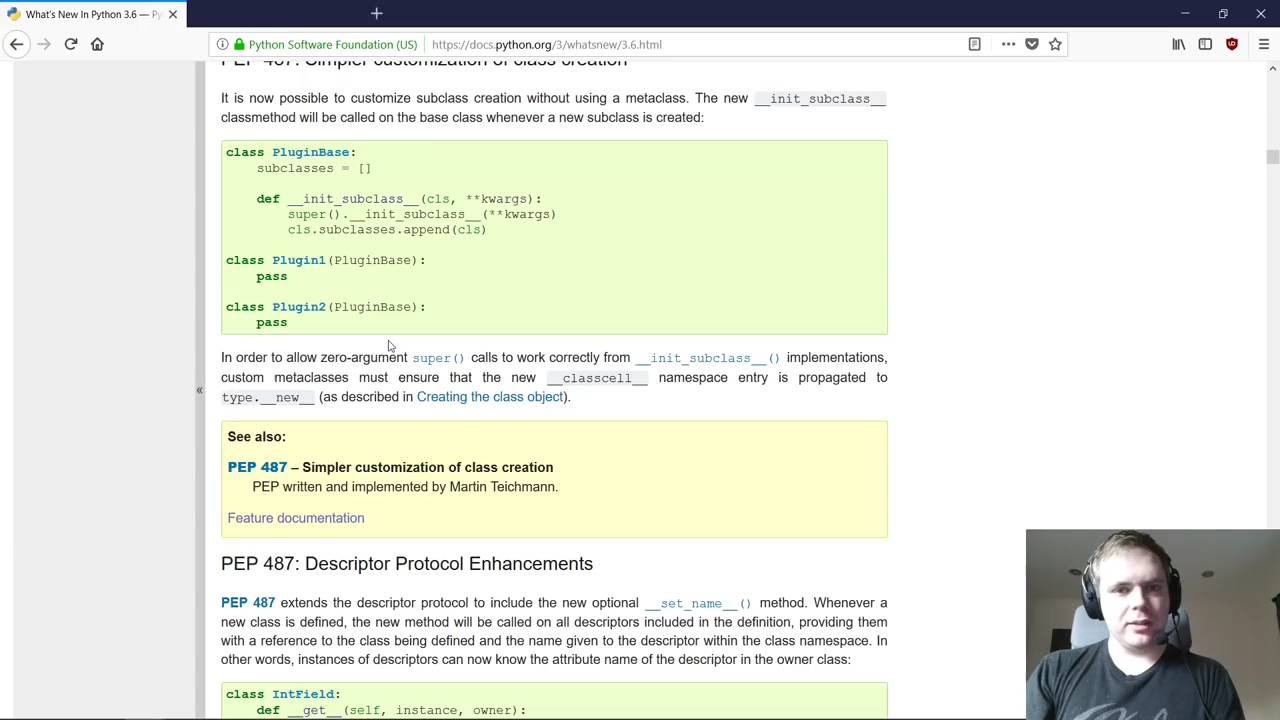 What's New In Python 3.6 — Py
Python Software Foundation (US)
https://docs.python.org/3/whatsnew/3.6.html
PEP 487: Simpler customization of class creation
It is now possible to customize subclass creation without using a metaclass. The new __init_subclass__
classmethod will be called on the base class whenever a new subclass is created:
class PluginBase:
    subclasses = []
    def __init_subclass__(cls, **kwargs):
        super().__init_subclass__(**kwargs)
        cls.subclasses.append(cls)
class Plugin1(PluginBase):
    pass
class Plugin2(PluginBase):
    pass
In order to allow zero-argument super() calls to work correctly from __init_subclass__() implementations,
custom metaclasses must ensure that the new __classcell__ namespace entry is propagated to
type.__new__ (as described in Creating the class object).
«
See also:
PEP 487 – Simpler customization of class creation
PEP written and implemented by Martin Teichmann.
Feature documentation
PEP 487: Descriptor Protocol Enhancements
PEP 487 extends the descriptor protocol to include the new optional __set_name__() method. Whenever a
new class is defined, the new method will be called on all descriptors included in the definition, providing them
with a reference to the class being defined and the name given to the descriptor within the class namespace. In
other words, instances of descriptors can now know the attribute name of the descriptor in the owner class:
class IntField:
    def __get__(self, instance, owner):